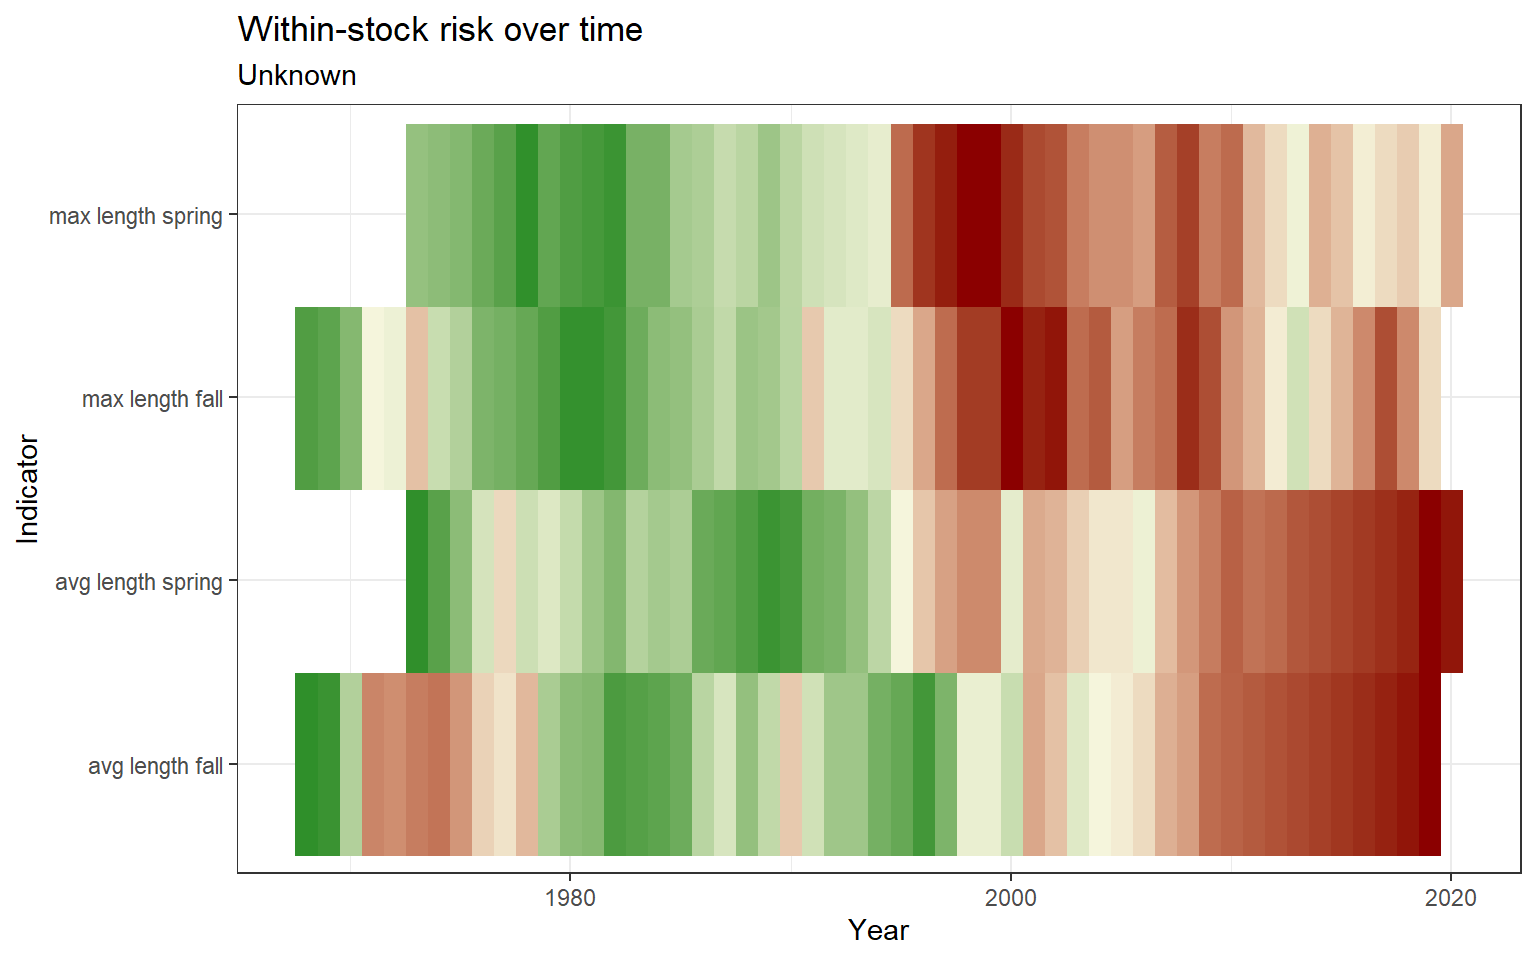 Within-stock risk over time
Unknown
max length spring
max length fall
avg length spring
avg length fall
Indicator
1980
2000
2020
Year